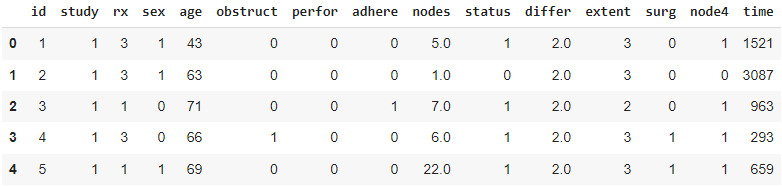 id study rx sex age obstruct perfor adhere nodes status differ extent surg node4 time
0 1 1 3 1 43 0 0 0 5.0 1 2.0 3 0 1 1521
1 2 1 3 1 63 0 0 0 1.0 0 2.0 3 0 0 3087
2 3 1 1 0 71 0 0 1 7.0 1 2.0 2 0 1 963
3 4 1 3 0 66 1 0 0 6.0 1 2.0 3 1 1 293
4 5 1 1 1 69 0 0 0 22.0 1 2.0 3 1 1 659